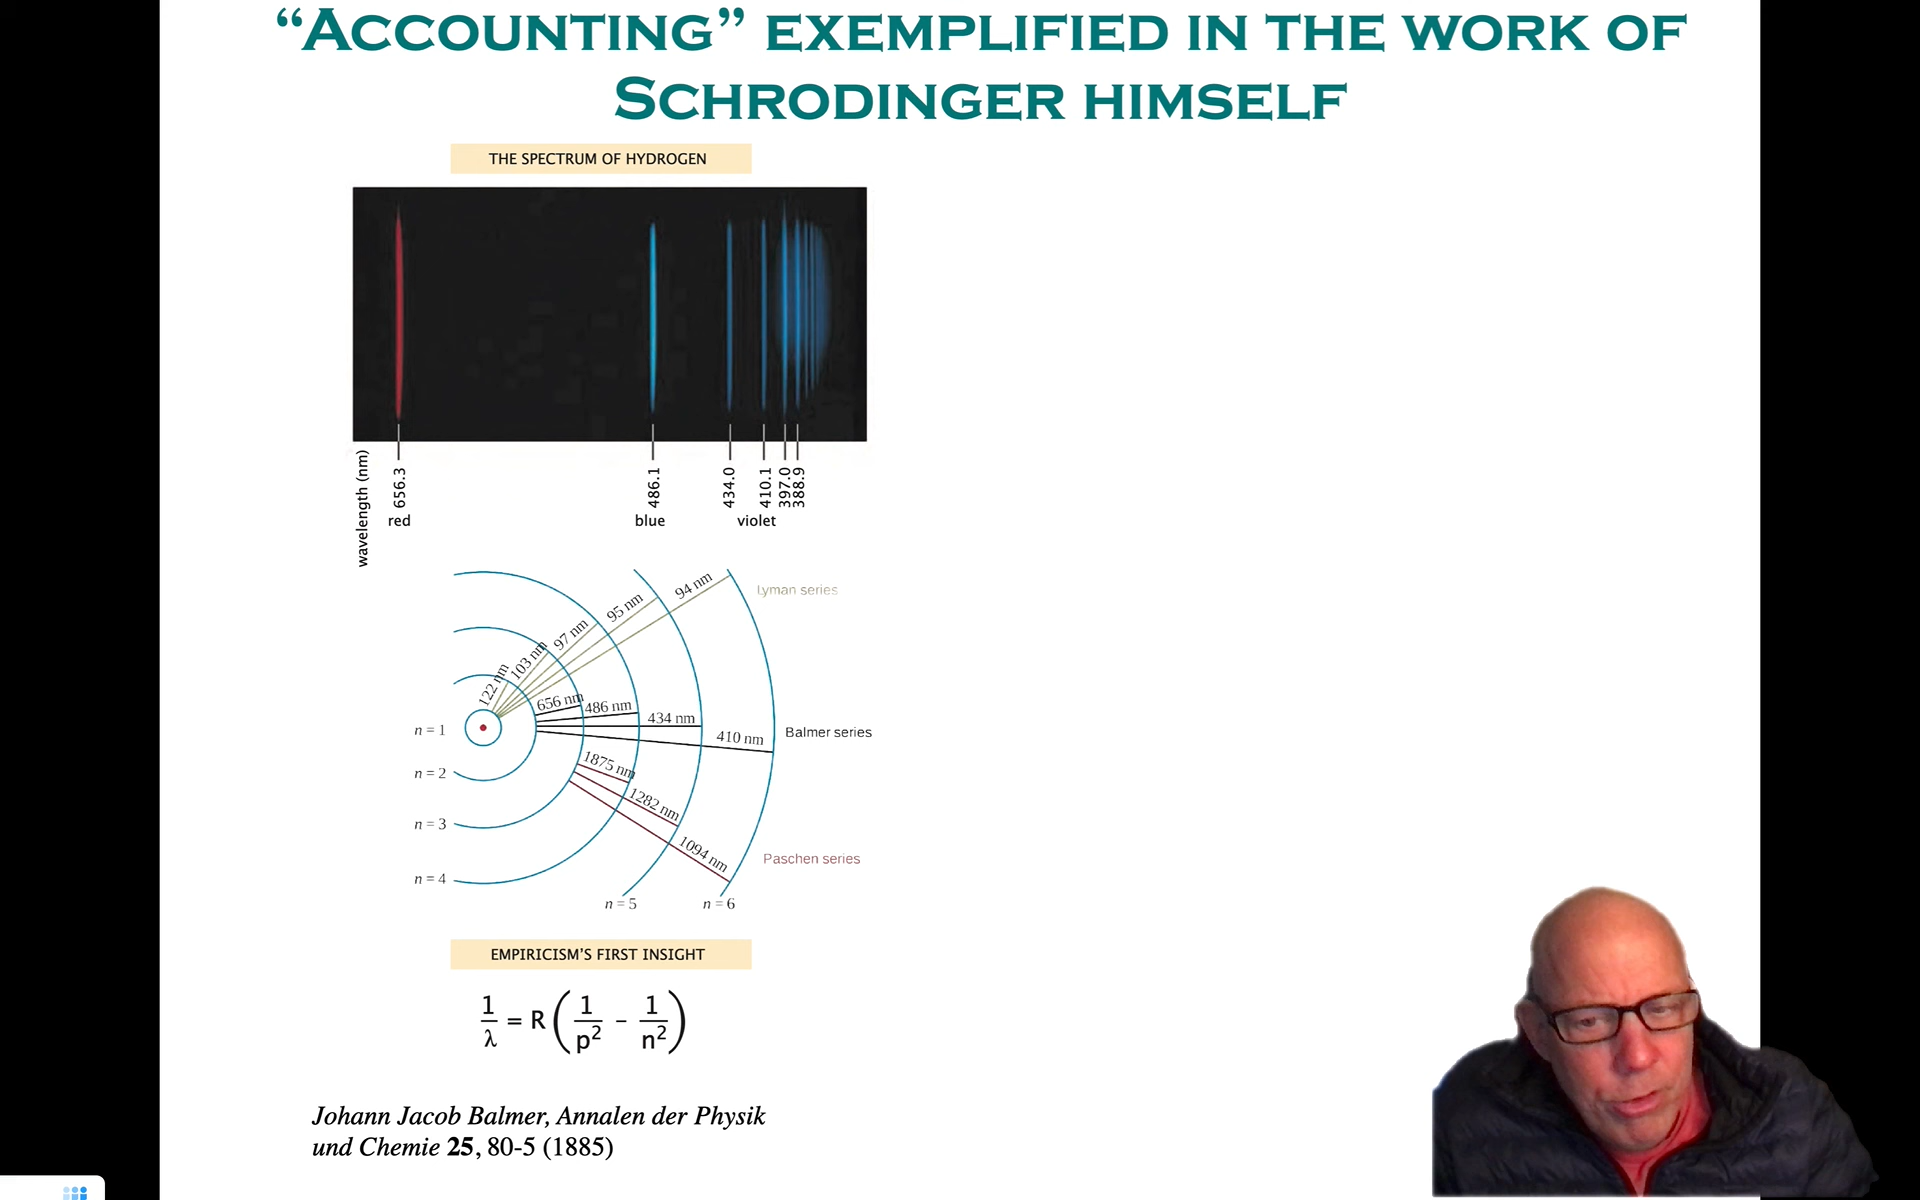 “ACCOUNTING” EXEMPLIFIED IN THE WORK OF
SCHRODINGER HIMSELF
THE SPECTRUM OF HYDROGEN
wavelength (nm)
656.3
486.1
434.0
410.1
397.0
388.9
red
blue
violet
94 nm
Lyman series
95 nm
97 nm
103 nm
122 nm
656 nm
486 nm
434 nm
410 nm
Balmer series
n = 1
n = 2
n = 3
n = 4
1875 nm
1282 nm
1094 nm
Paschen series
n = 5
n = 6
EMPIRICISM’S FIRST INSIGHT
1/λ = R(1/p² − 1/n²)
Johann Jacob Balmer, Annalen der Physik
und Chemie 25, 80-5 (1885)